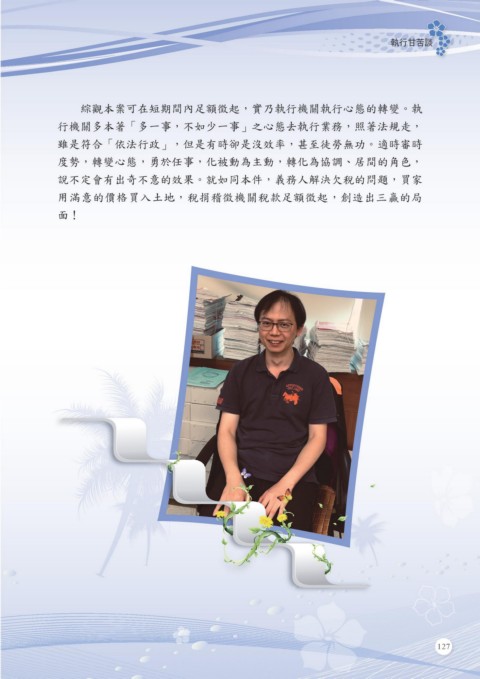 執行甘苦談
綜觀本案可在短期間內足額徵起，實乃執行機關執行心態的轉變。執
行機關多本著「多一事，不如少一事」之心態去執行業務，照著法規走，
雖是符合「依法行政」，但是有時卻是沒效率，甚至徒勞無功。適時審時
度勢，轉變心態，勇於任事，化被動為主動，轉化為協調、居間的角色，
說不定會有出奇不意的效果。就如同本件，義務人解決欠稅的問題，買家
用滿意的價格買入土地，稅捐稽徵機關稅款足額徵起，創造出三贏的局
面！
127